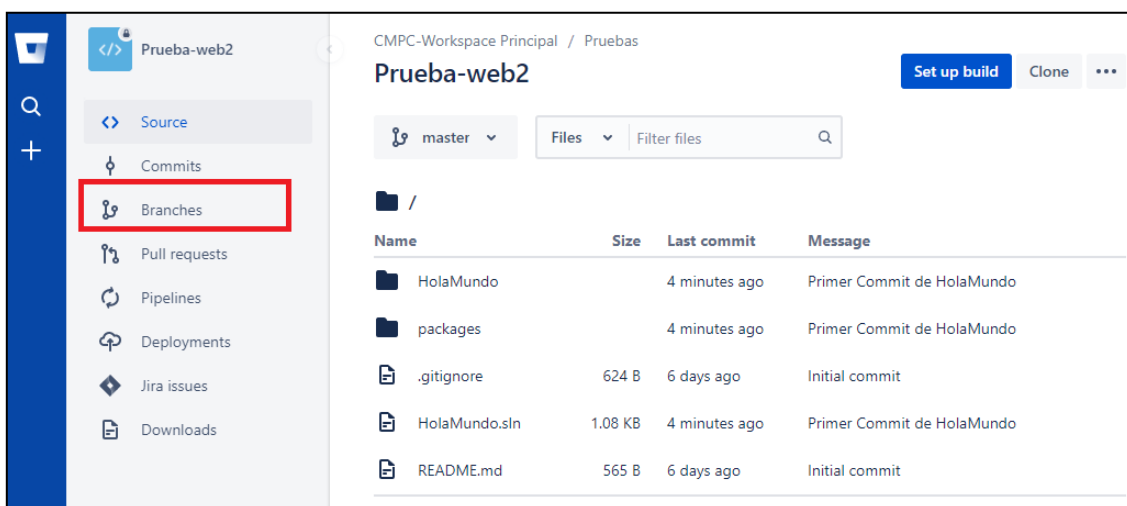 Prueba-web2
Source
Commits
Branches
Pull requests
Pipelines
Deployments
Jira issues
Downloads
CMPC-Workspace Principal / Pruebas
Prueba-web2
Set up build Clone
master Files Filter files
/
Name Size Last commit Message
HolaMundo 4 minutes ago Primer Commit de HolaMundo
packages 4 minutes ago Primer Commit de HolaMundo
.gitignore 624 B 6 days ago Initial commit
HolaMundo.sln 1.08 KB 4 minutes ago Primer Commit de HolaMundo
README.md 565 B 6 days ago Initial commit